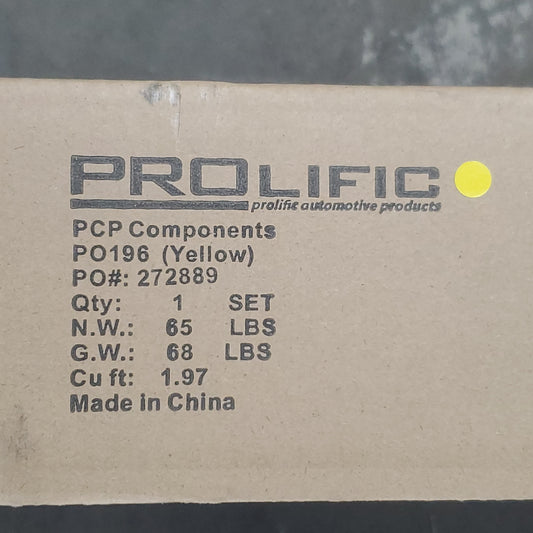 PROLIFIC
prolific automotive products
PCP Components
PO196 (Yellow)
PO#: 272889
Qty: 1 SET
N.W.: 65 LBS
G.W.: 68 LBS
Cu ft: 1.97
Made in China